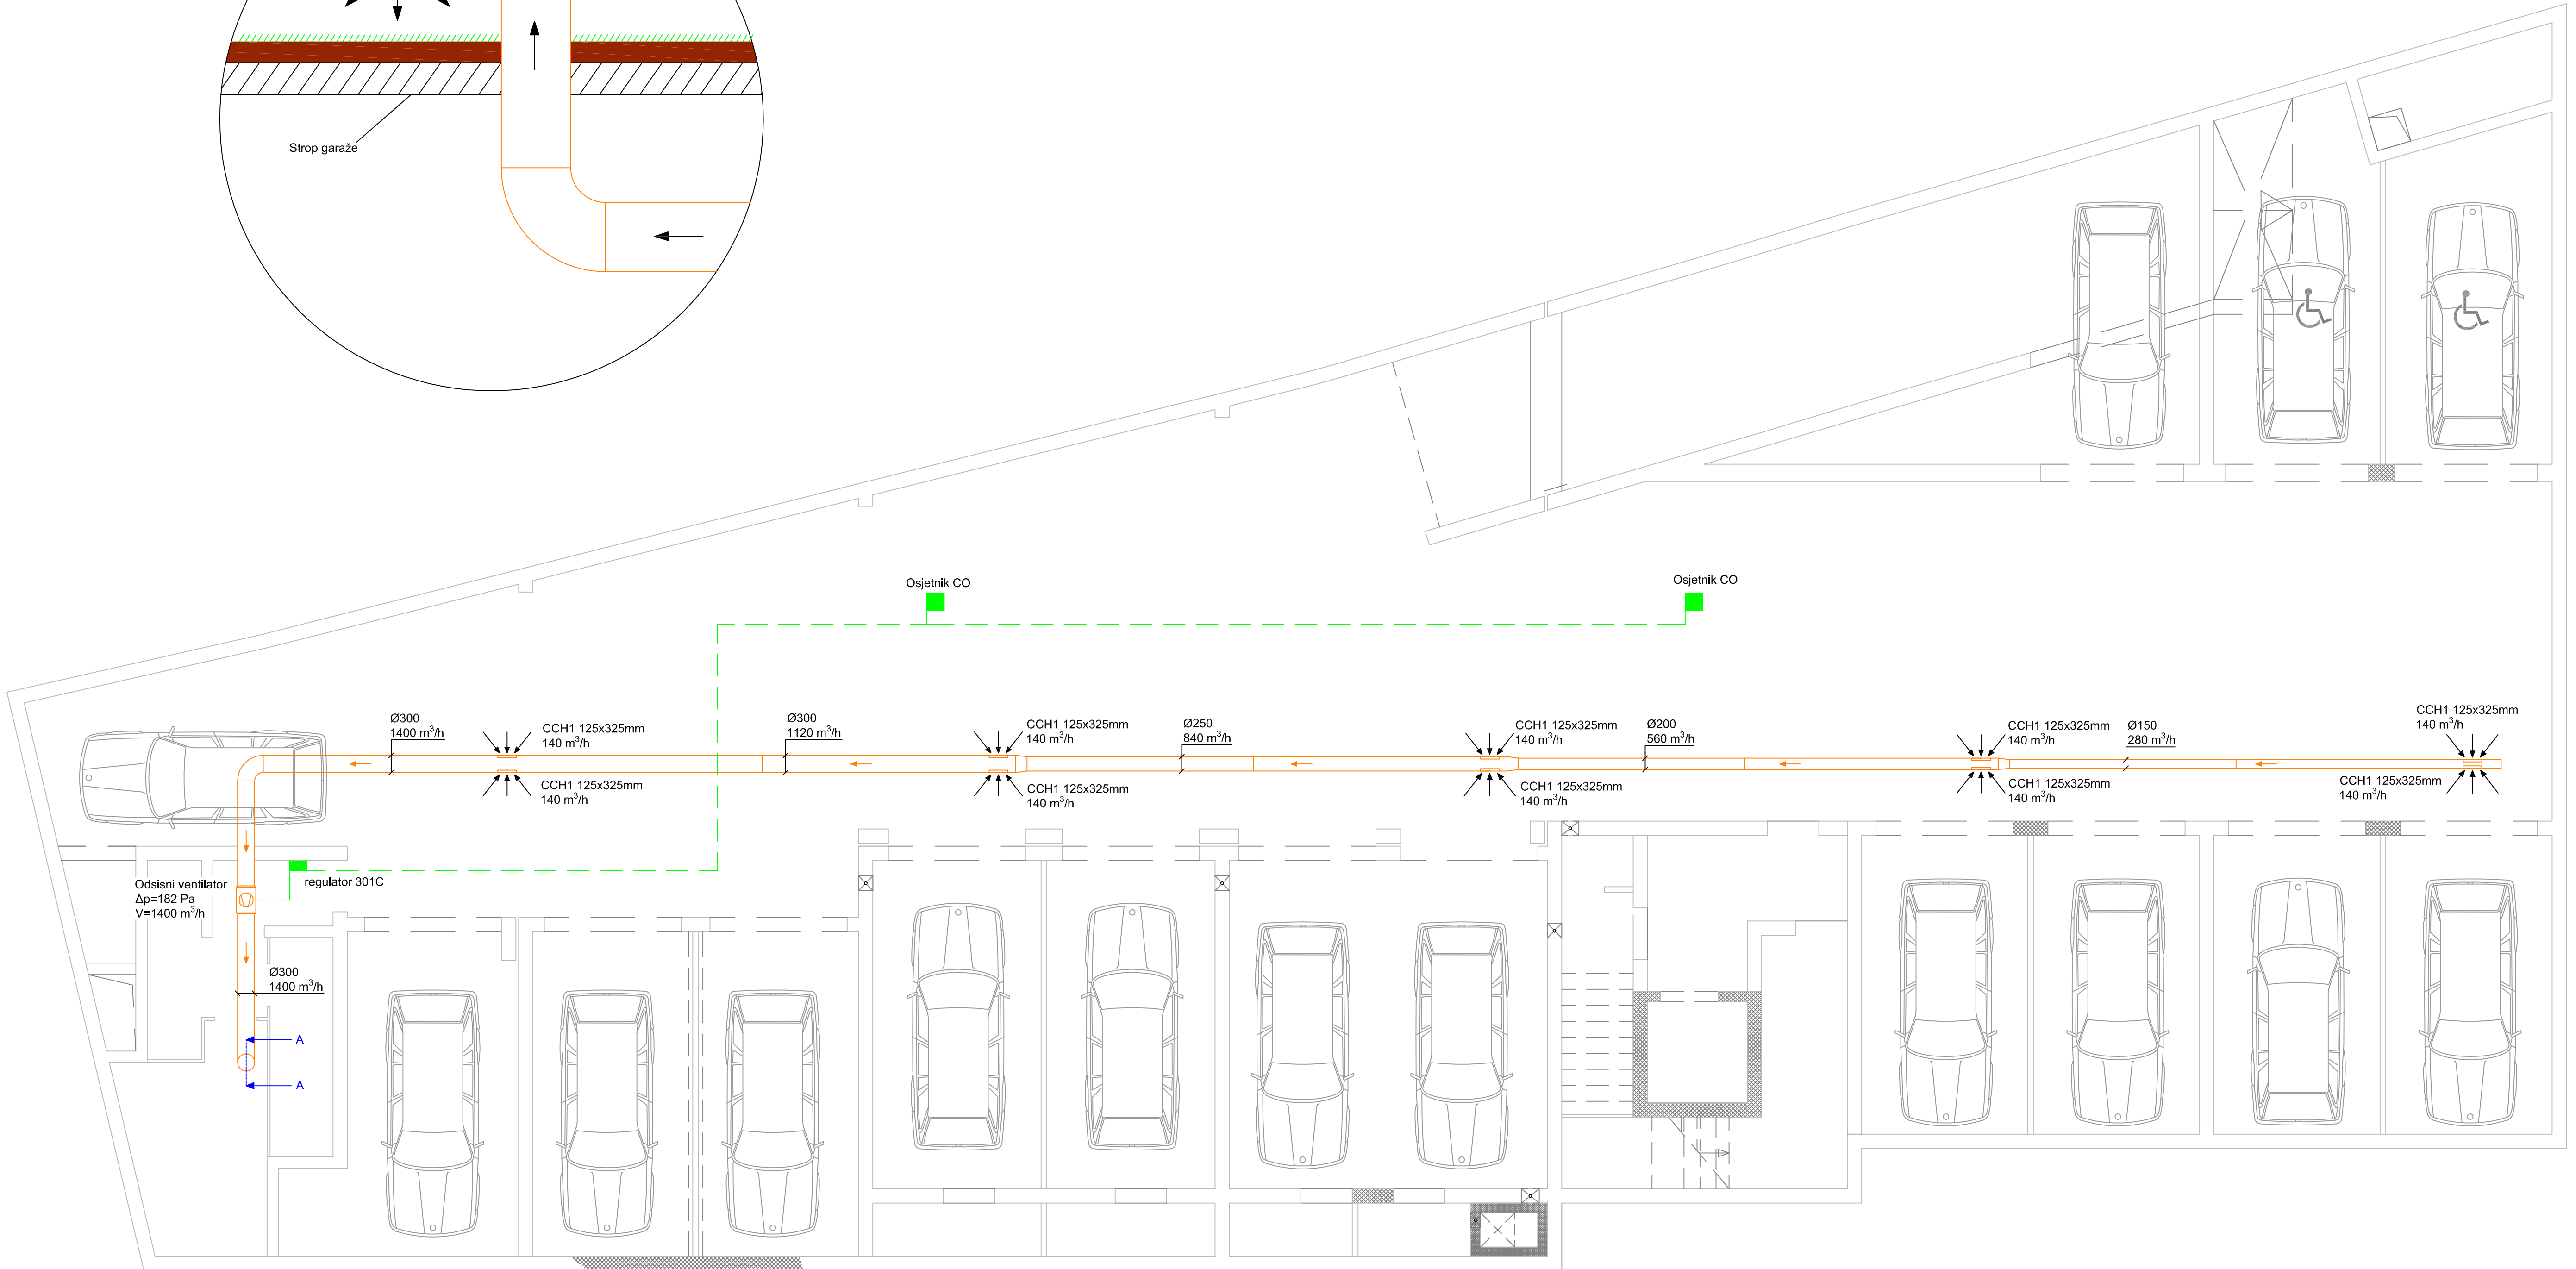 Strop garaže
Osjetnik CO
Osjetnik CO
Ø300
1400 m³/h
CCH1 125x325mm
140 m³/h
CCH1 125x325mm
140 m³/h
Ø300
1120 m³/h
CCH1 125x325mm
140 m³/h
CCH1 125x325mm
140 m³/h
Ø250
840 m³/h
CCH1 125x325mm
140 m³/h
CCH1 125x325mm
140 m³/h
Ø200
560 m³/h
CCH1 125x325mm
140 m³/h
CCH1 125x325mm
140 m³/h
Ø150
280 m³/h
CCH1 125x325mm
140 m³/h
CCH1 125x325mm
140 m³/h
Odsisni ventilator
Δp=182 Pa
V=1400 m³/h
regulator 301C
Ø300
1400 m³/h
A
A